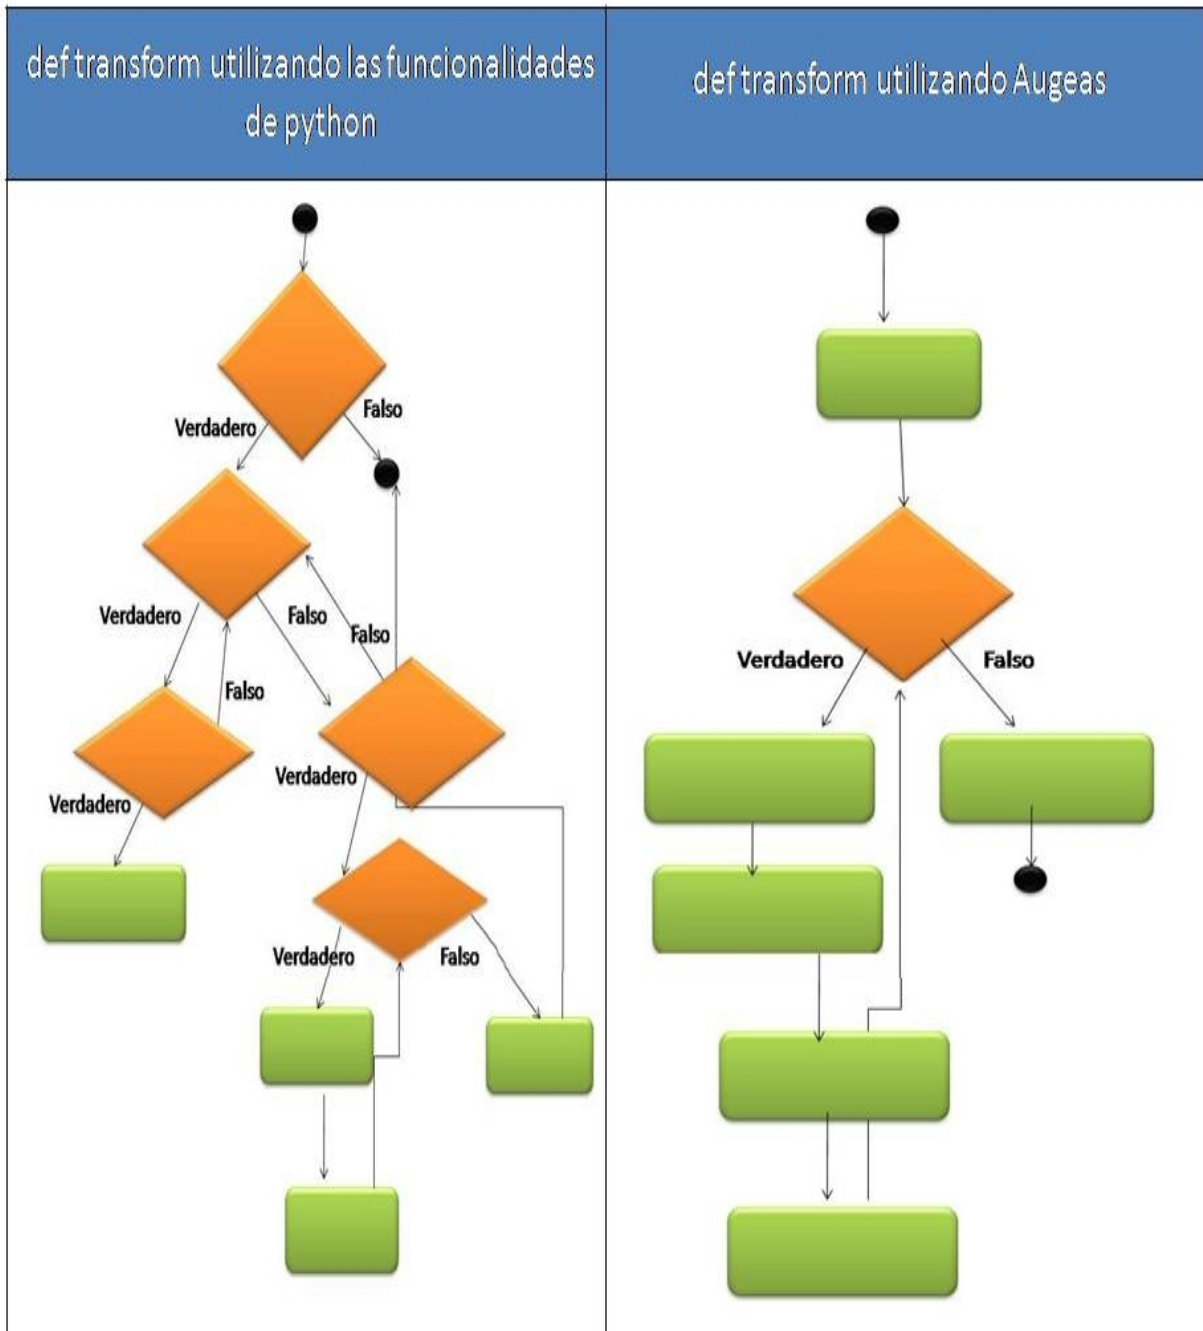 def transform utilizando las funcionalidades
de python
def transform utilizando Augeas
Falso
Verdadero
Verdadero
Falso
Falso
Falso
Verdadero
Verdadero
Verdadero
Falso
Verdadero
Falso